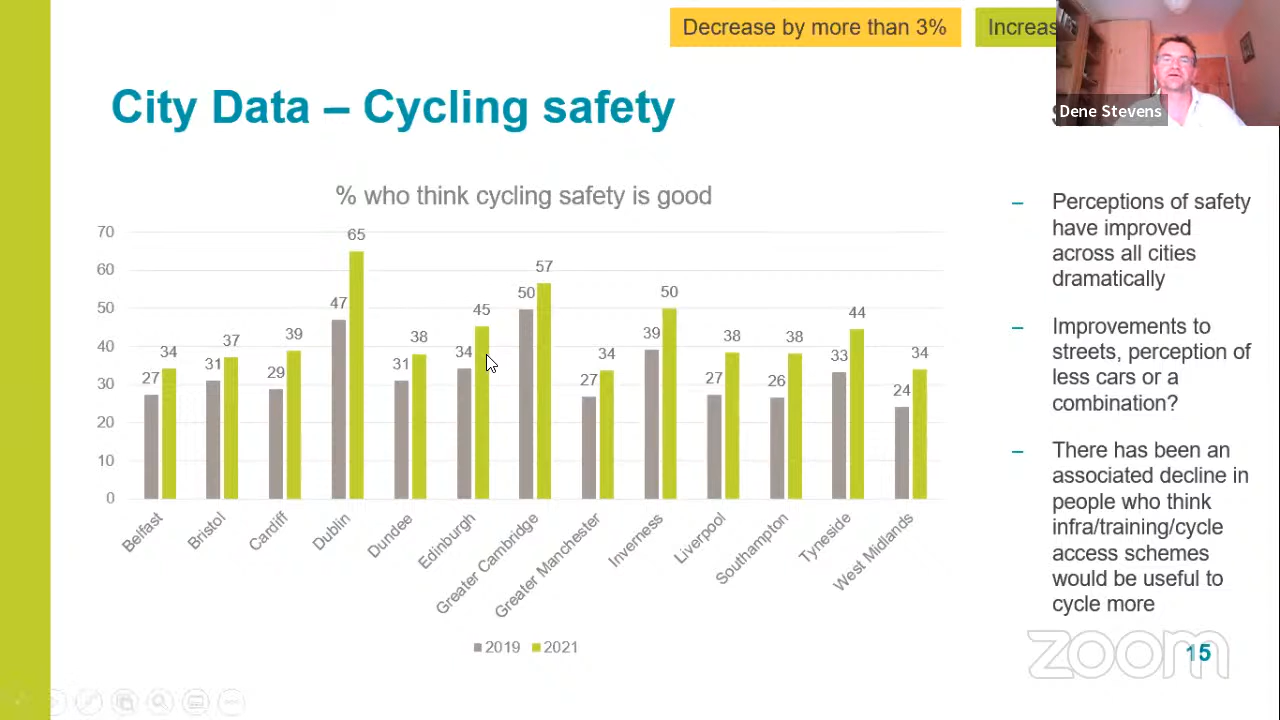 Decrease by more than 3%
Dene Stevens
City Data – Cycling safety
% who think cycling safety is good
70
60
50
40
30
20
10
0
27 34
31 37
29 39
47 65
31 38
34 45
50 57
27 34
39 50
27 38
26 38
33 44
24 34
Belfast
Bristol
Cardiff
Dublin
Dundee
Edinburgh
Greater Cambridge
Greater Manchester
Inverness
Liverpool
Southampton
Tyneside
West Midlands
2019 2021
– Perceptions of safety
have improved
across all cities
dramatically
– Improvements to
streets, perception of
less cars or a
combination?
– There has been an
associated decline in
people who think
infra/training/cycle
access schemes
would be useful to
cycle more
zoom
15